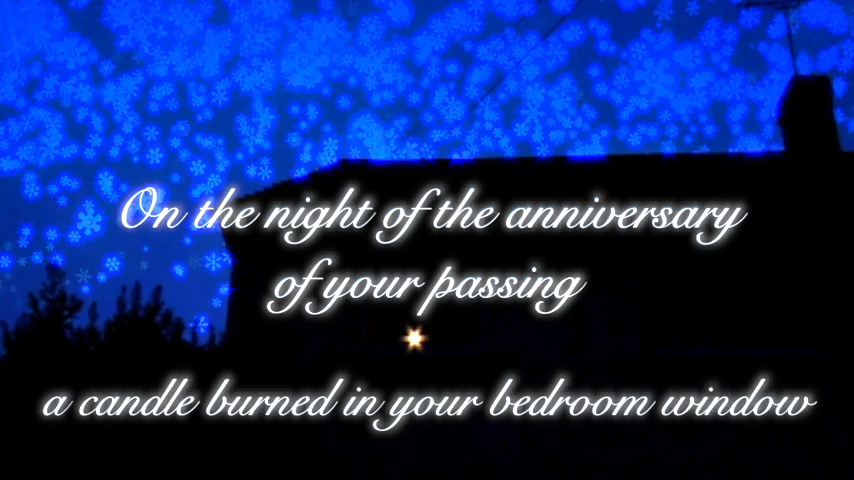 On the night of the anniversary
of your passing
a candle burned in your bedroom window